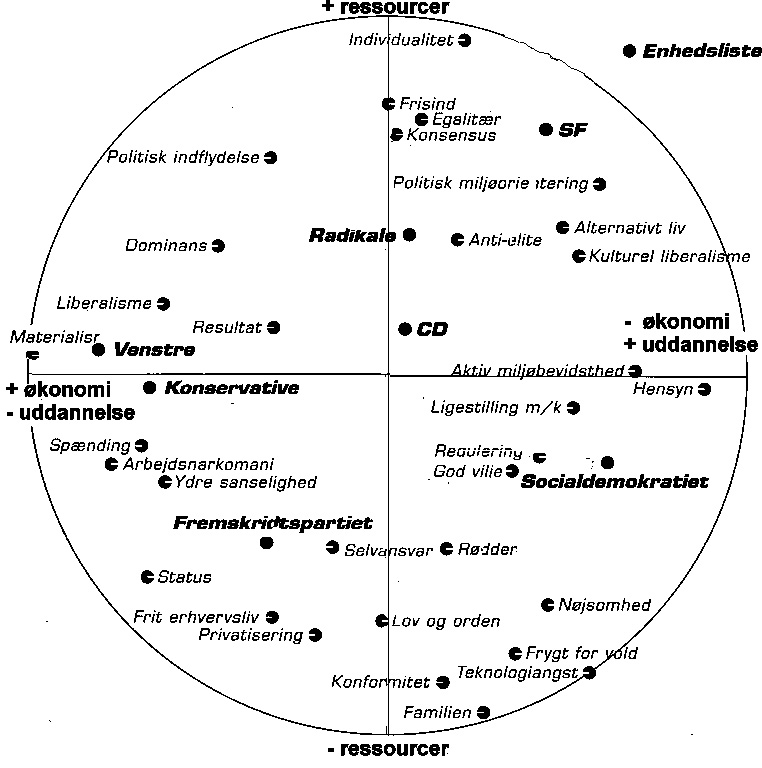 + ressourcer
Individualitet
Enhedsliste
Frisind
Egalitær
Konsensus
SF
Politisk indflydelse
Politisk miljøorientering
Radikale
Anti-elite
Alternativt liv
Dominans
Kulturel liberalisme
Liberalisme
Resultat
CD
- økonomi
+ uddannelse
Materialisr
Venstre
Aktiv miljøbevidsthed
+ økonomi
- uddannelse
Konservative
Hensyn
Ligestilling m/k
Spænding
Regulering
Arbejdsnarkomani
God vilje
Ydre sanselighed
Socialdemokratiet
Fremskridtspartiet
Selvansvar
Rødder
Status
Nøjsomhed
Frit erhvervsliv
Lov og orden
Privatisering
Frygt for vold
Teknologiangst
Konformitet
Familien
- ressourcer